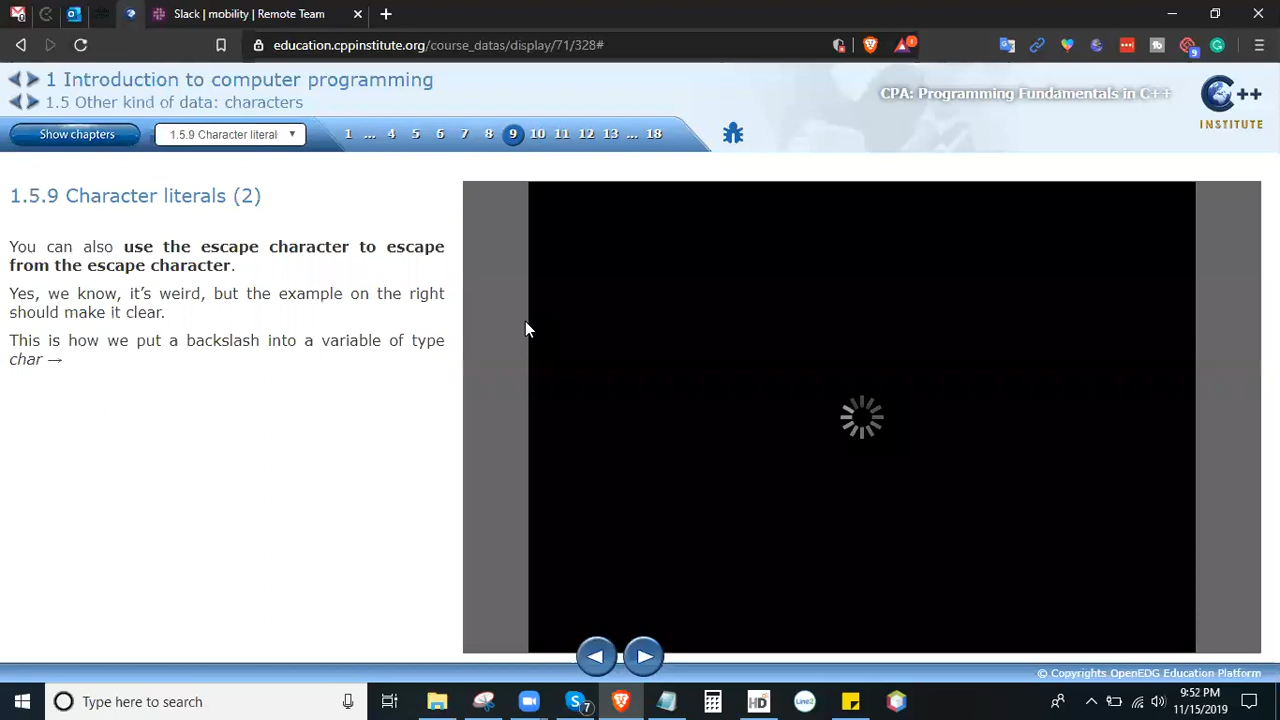 Slack | mobility | Remote Team
education.cppinstitute.org/course_datas/display/71/328#
9
1 Introduction to computer programming
1.5 Other kind of data: characters
CPA: Programming Fundamentals in C++
++
INSTITUTE
Show chapters
1.5.9 Character literal
1 ... 4 5 6 7 8 9 10 11 12 13 ... 18
1.5.9 Character literals (2)
You can also use the escape character to escape
from the escape character.
Yes, we know, it's weird, but the example on the right
should make it clear.
This is how we put a backslash into a variable of type
char →
© Copyrights OpenEDG Education Platform
Type here to search
7
HD
Line2
9:52 PM
11/15/2019